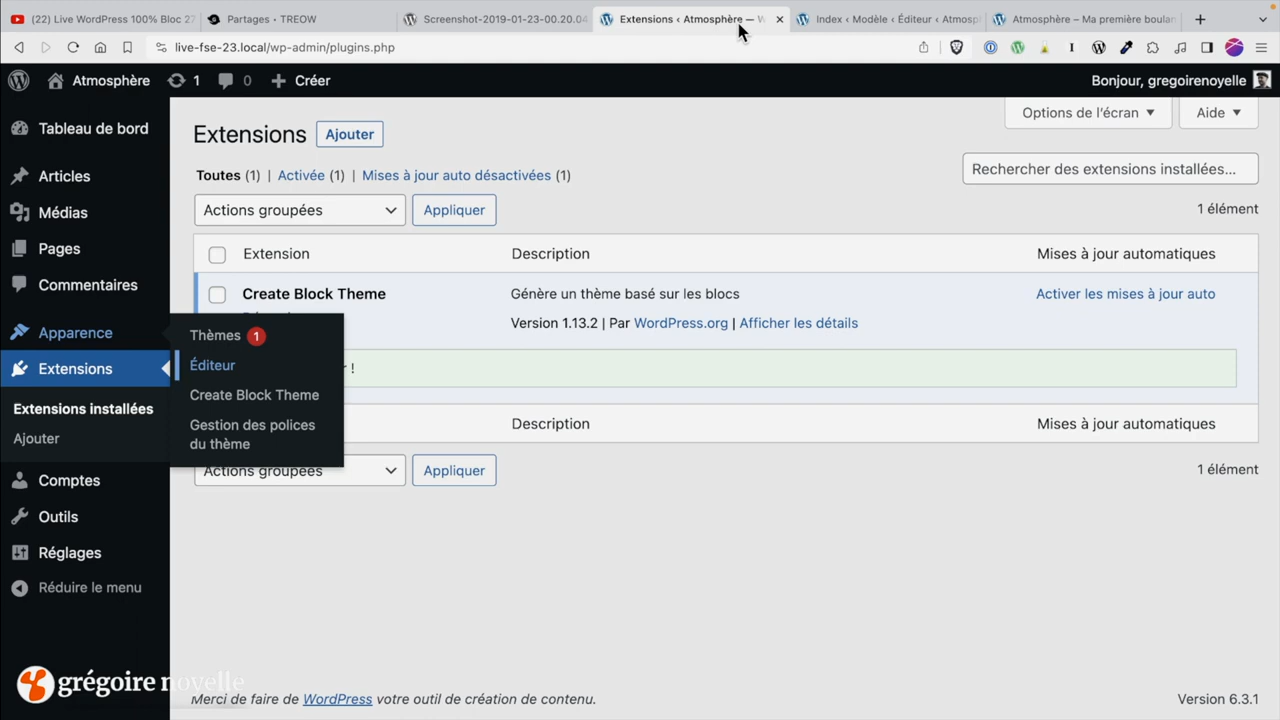 (22) Live WordPress 100% Bloc 27
Partages · TREOW
Screenshot-2019-01-23-00.20.04
Extensions ‹ Atmosphère — W
Index ‹ Modèle ‹ Éditeur ‹ Atmosp
Atmosphère – Ma première boulan
live-fse-23.local/wp-admin/plugins.php
Atmosphère
1
0
Créer
Bonjour, gregoirenoyelle
Tableau de bord
Articles
Médias
Pages
Commentaires
Apparence
Extensions
Extensions installées
Ajouter
Comptes
Outils
Réglages
Réduire le menu
Thèmes 1
Éditeur
Create Block Theme
Gestion des polices
du thème
Options de l'écran
Aide
Extensions
Ajouter
Toutes (1) | Activée (1) | Mises à jour auto désactivées (1)
Rechercher des extensions installées...
Actions groupées
Appliquer
1 élément
Extension
Description
Mises à jour automatiques
Create Block Theme
Génère un thème basé sur les blocs
Activer les mises à jour auto
Version 1.13.2 | Par WordPress.org | Afficher les détails
!
Description
Mises à jour automatiques
Actions groupées
Appliquer
1 élément
grégoire noyelle
Merci de faire de WordPress votre outil de création de contenu.
Version 6.3.1